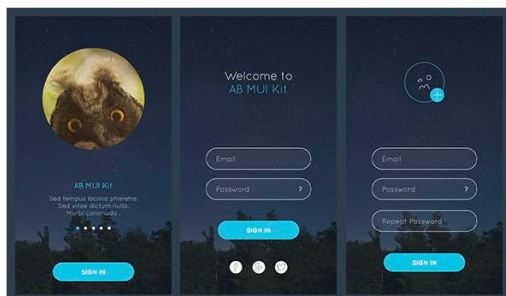 AB MUI Kit
Sed tempus lacinia pharetra.
Sed vitae dictum nulla.
Morbi commodo.
SIGN IN
Welcome to
AB MUI Kit
Email
Password ?
SIGN IN
Email
Password ?
Repeat Password
SIGN IN